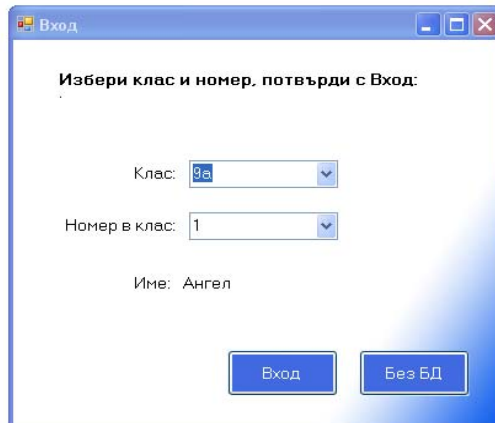 Вход
Избери клас и номер, потвърди с Вход:
Клас: 9а
Номер в клас: 1
Име: Ангел
Вход Без БД